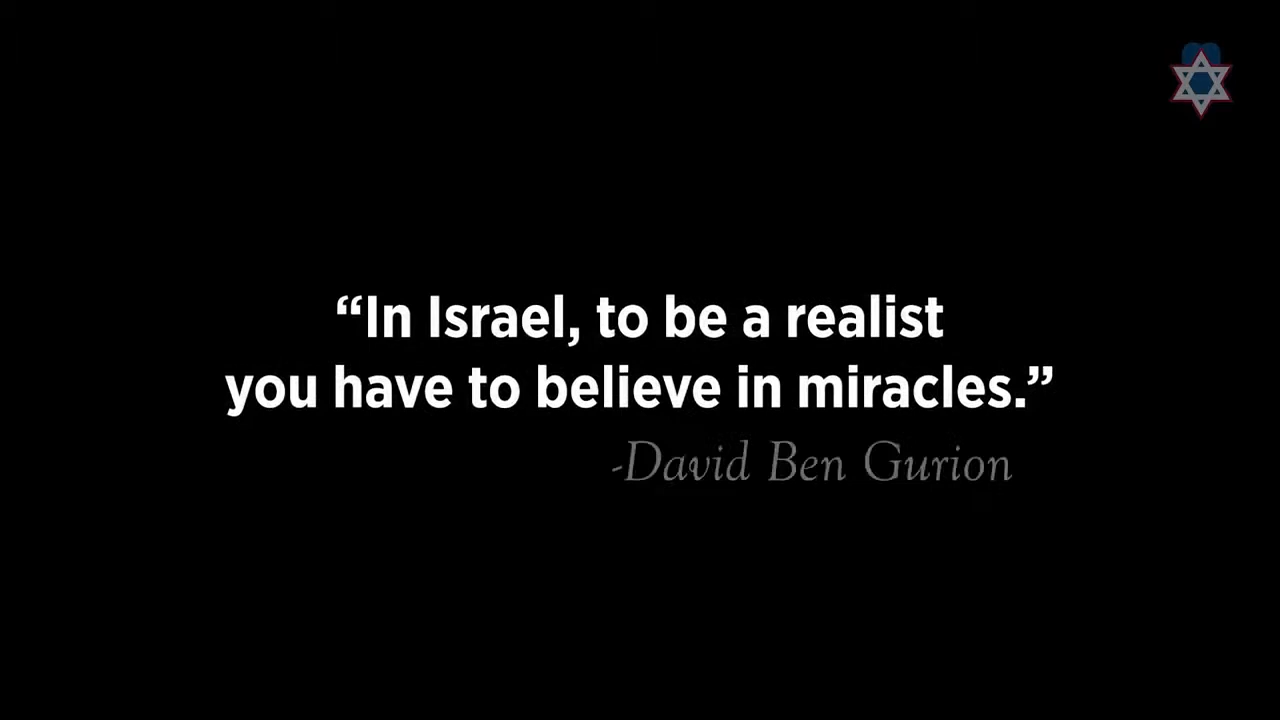 “In Israel, to be a realist
you have to believe in miracles.”
-David Ben Gurion